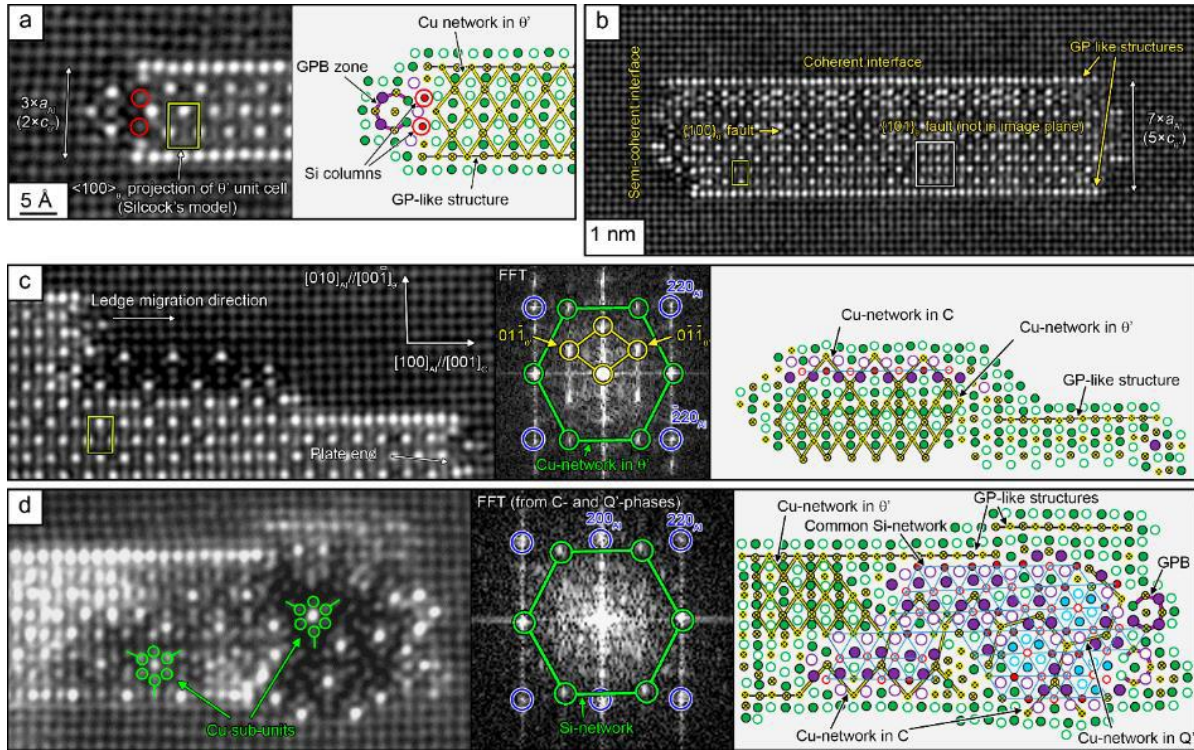 a
3×a_Al
(2×c_θ')
5 Å
<100>_θ' projection of θ' unit cell
(Silcock's model)
GPB zone
Cu network in θ'
Si columns
GP-like structure
b
Semi-coherent interface
Coherent interface
GP like structures
{100}_θ' fault
{101}_θ' fault (not in image plane)
7×a_Al
(5×c_θ')
1 nm
c
Ledge migration direction
[010]_Al//[001̄]_θ'
[100]_Al//[001]_C
Plate end
FFT
220_Al
011̄_θ'
011̄_θ'
2̄20_Al
Cu-network in θ'
Cu-network in C
Cu-network in θ'
GP-like structure
d
Cu sub-units
FFT (from C- and Q'-phases)
200_Al
220_Al
Si-network
Cu-network in θ'
GP-like structures
Common Si-network
GPB
Cu-network in C
Cu-network in Q'